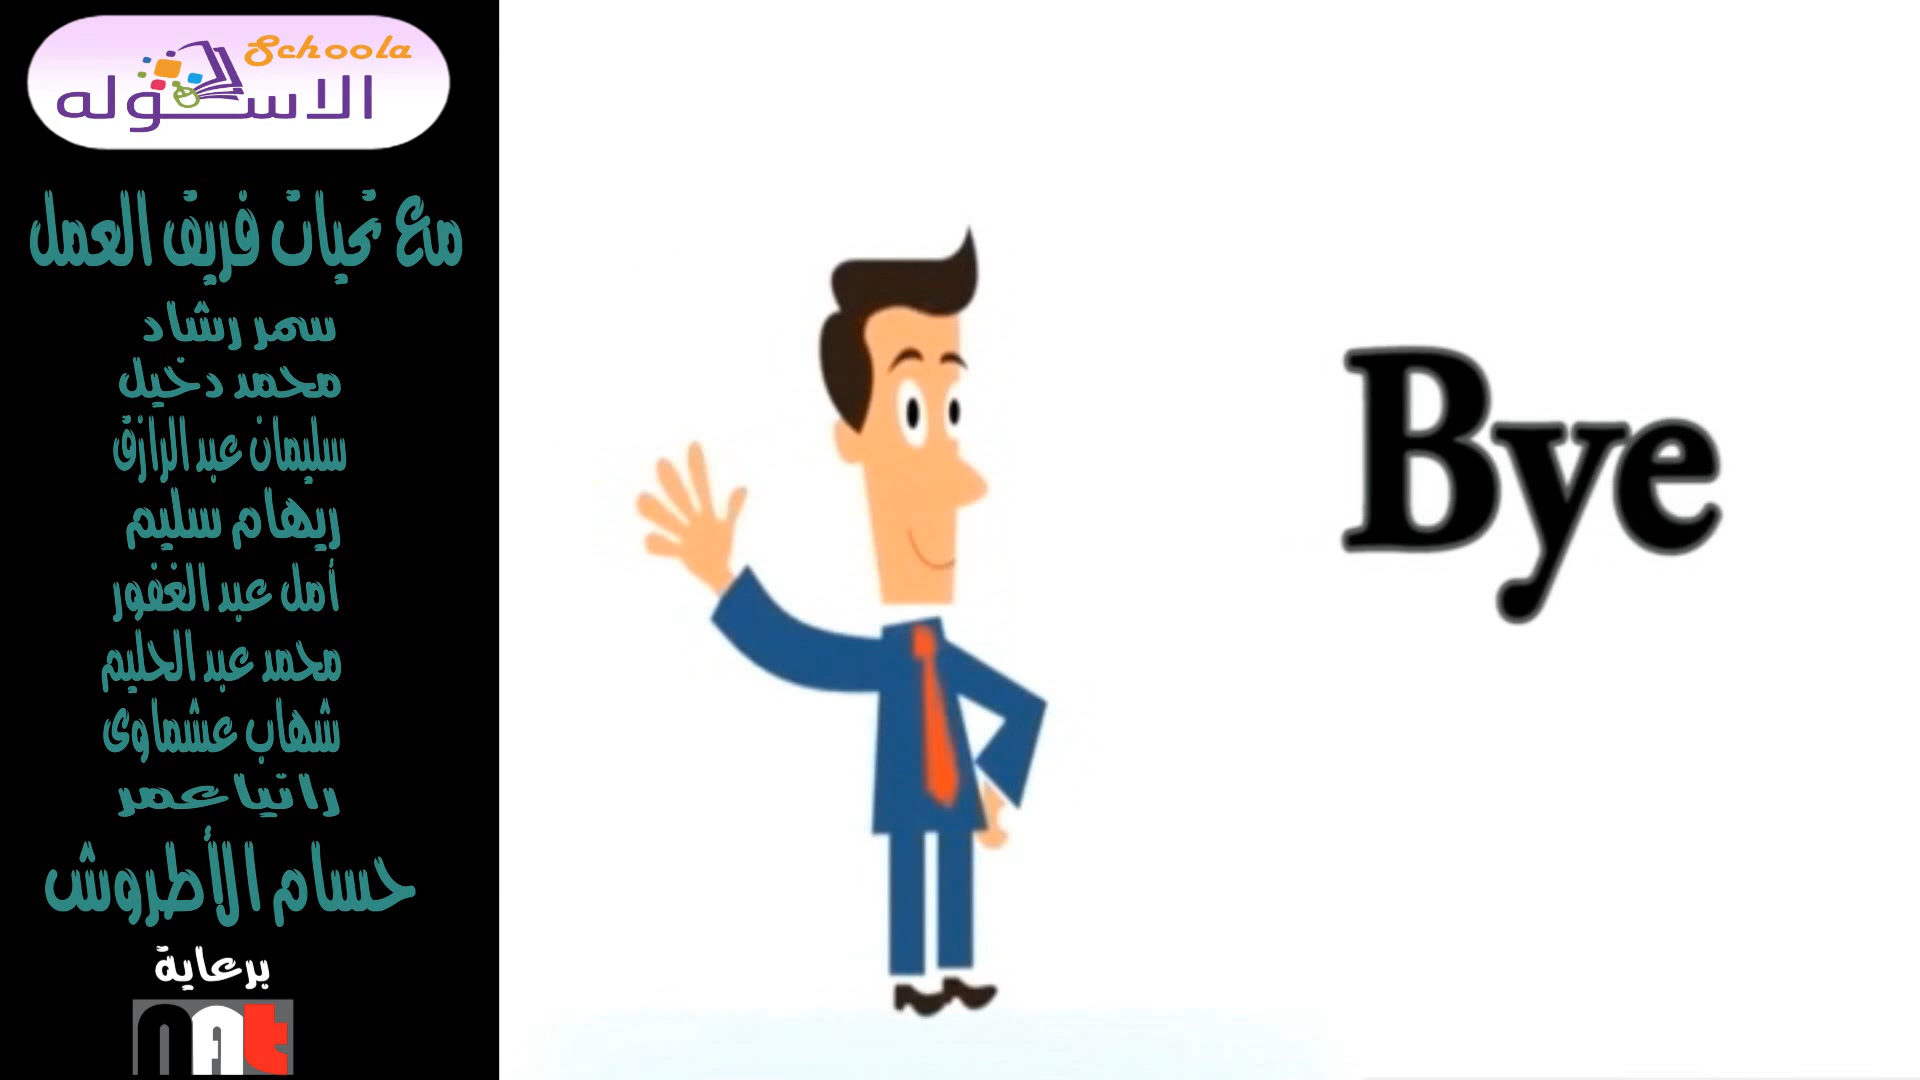 Schoola
الاسكوله
مع تحيات فريق العمل
سمر رشاد
محمد دخيل
سليمان عبد الرازق
ريهام سليم
أمل عبد الغفور
محمد عبد الحليم
شهاب عشماوى
رانيا عمر
حسام الأطروش
برعاية
nAt
Bye